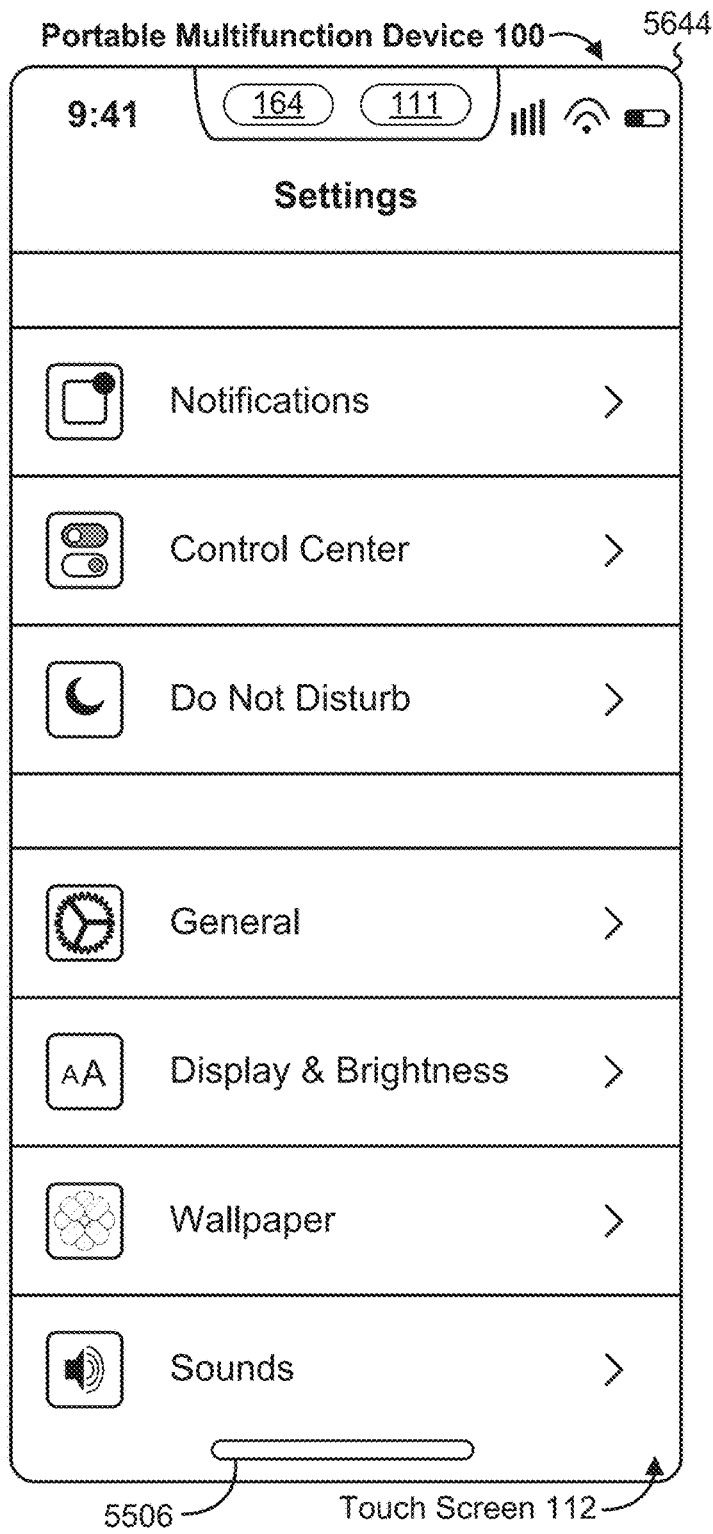 Portable Multifunction Device 100
5644
9:41
164
111
Settings
Notifications
Control Center
Do Not Disturb
General
AA Display & Brightness
Wallpaper
Sounds
5506
Touch Screen 112